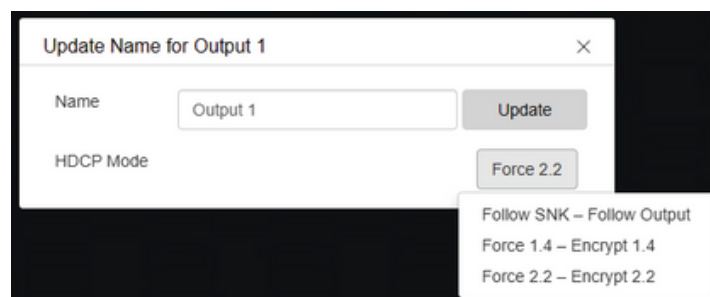 Update Name for Output 1
Name
Output 1
Update
HDCP Mode
Force 2.2
Follow SNK – Follow Output
Force 1.4 – Encrypt 1.4
Force 2.2 – Encrypt 2.2